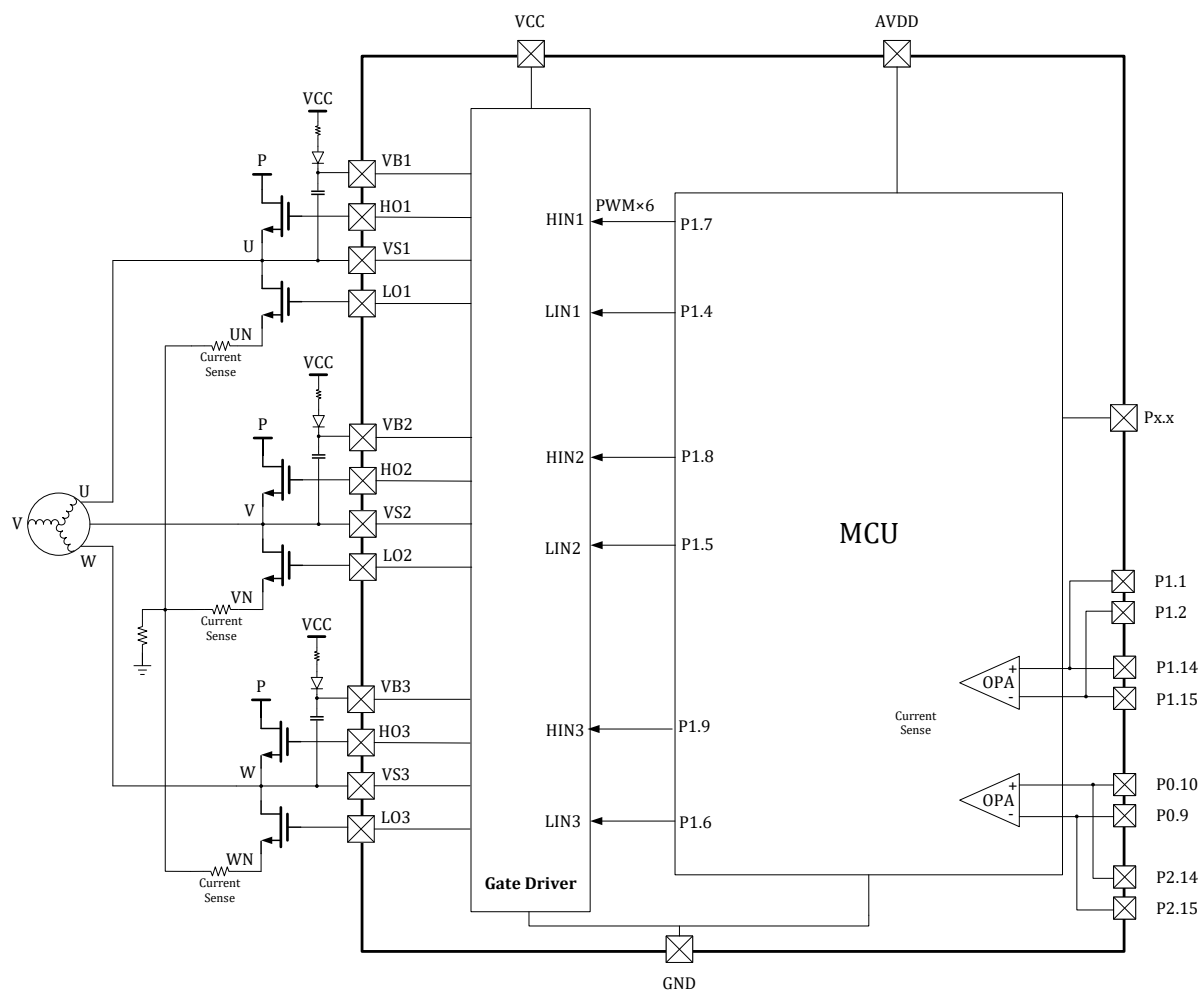 VCC
AVDD
VCC
P
VB1
HO1
U
VS1
LO1
UN
Current
Sense
PWM×6
HIN1
P1.7
LIN1
P1.4
VCC
P
VB2
HO2
V
VS2
LO2
VN
Current
Sense
HIN2
P1.8
LIN2
P1.5
MCU
Px.x
U
V
W
P1.1
P1.2
P1.14
P1.15
+
OPA
-
Current
Sense
VCC
P
VB3
HO3
W
VS3
LO3
WN
Current
Sense
HIN3
P1.9
LIN3
P1.6
+
OPA
-
P0.10
P0.9
P2.14
P2.15
Gate Driver
GND